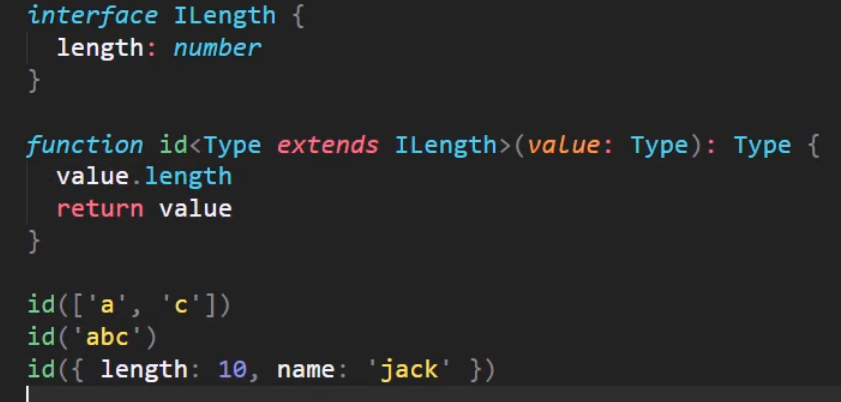 interface ILength {
  length: number
}

function id<Type extends ILength>(value: Type): Type {
  value.length
  return value
}

id(['a', 'c'])
id('abc')
id({ length: 10, name: 'jack' })